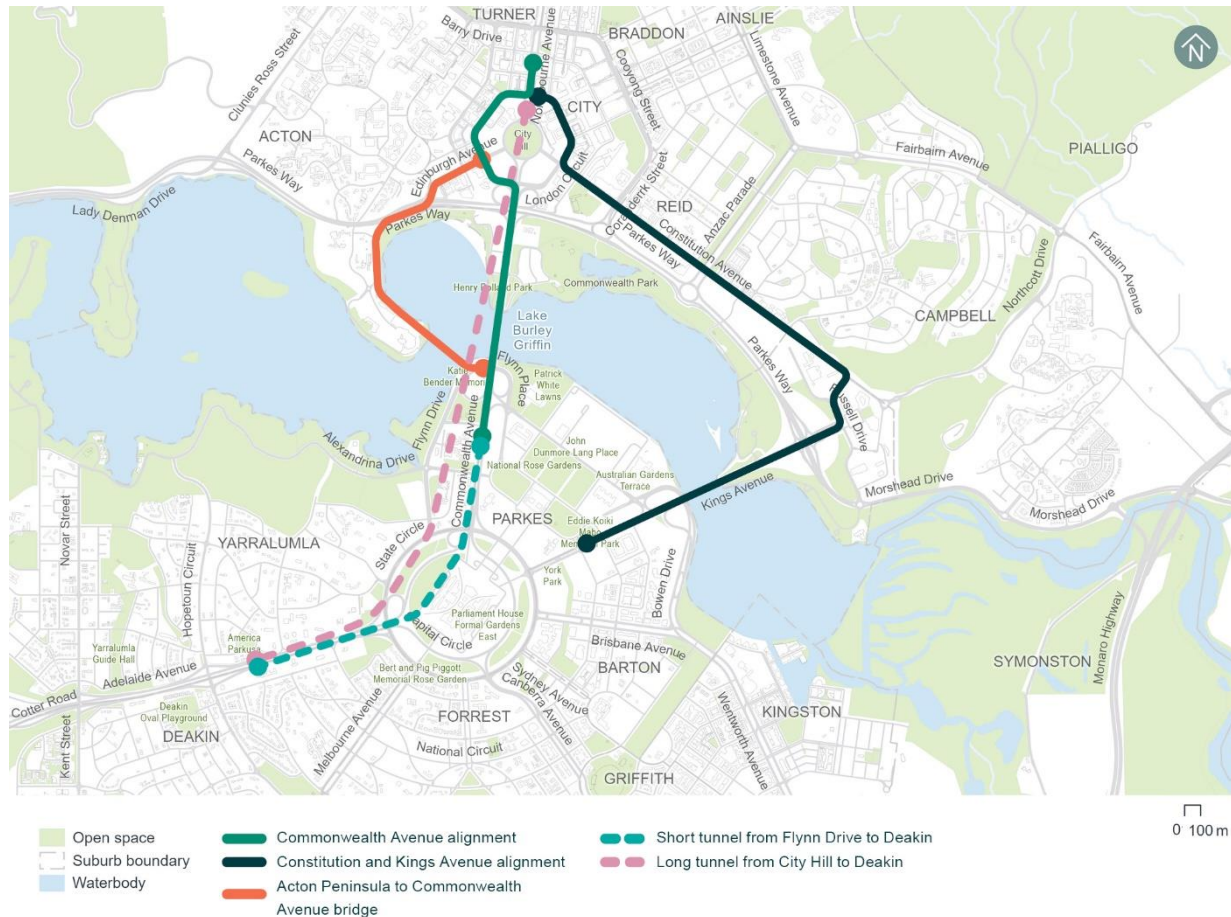 TURNER
AINSLIE
Barry Drive
Northbourne Avenue
BRADDON
N
Clunies Ross Street
Cooyong Street
Limestone Avenue
CITY
ACTON
City
Hill
PIALLIGO
Edinburgh Avenue
Fairbairn Avenue
Parkes Way
London Circuit
Coranderrk Street
Lady Denman Drive
REID
Anzac Parade
Parkes Way
Parkes Way
Constitution Avenue
Fairbairn Avenue
Northcott Drive
Henry Rolland Park
Commonwealth Park
Lake
Burley
Griffin
CAMPBELL
Parkes Way
Flynn Place
Patrick
White
Lawns
Bender Memorial
Russell Drive
Flynn Drive
Commonwealth Avenue
John
Dunmore Lang Place
Alexandrina Drive
National Rose Gardens
Australian Gardens
Terrace
Kings Avenue
Morshead Drive
Morshead Drive
PARKES
Eddie Koiki
Mabo
Memorial Park
Novar Street
YARRALUMLA
State Circle
York
Park
Hopetoun Circuit
Bowen Drive
Parliament House
Formal Gardens
East
Capital Circle
Monaro Highway
America
Parkusa
Yarralumla
Guide Hall
Brisbane Avenue
Adelaide Avenue
SYMONSTON
Cotter Road
Bert and Pig Piggott
Memorial Rose Garden
BARTON
Sydney Avenue
Canberra Avenue
Deakin
Oval Playground
Kent Street
DEAKIN
Melbourne Avenue
FORREST
Wentworth Avenue
KINGSTON
National Circuit
GRIFFITH
Open space
Suburb boundary
Waterbody
Commonwealth Avenue alignment
Constitution and Kings Avenue alignment
Acton Peninsula to Commonwealth
Avenue bridge
Short tunnel from Flynn Drive to Deakin
Long tunnel from City Hill to Deakin
0 100 m